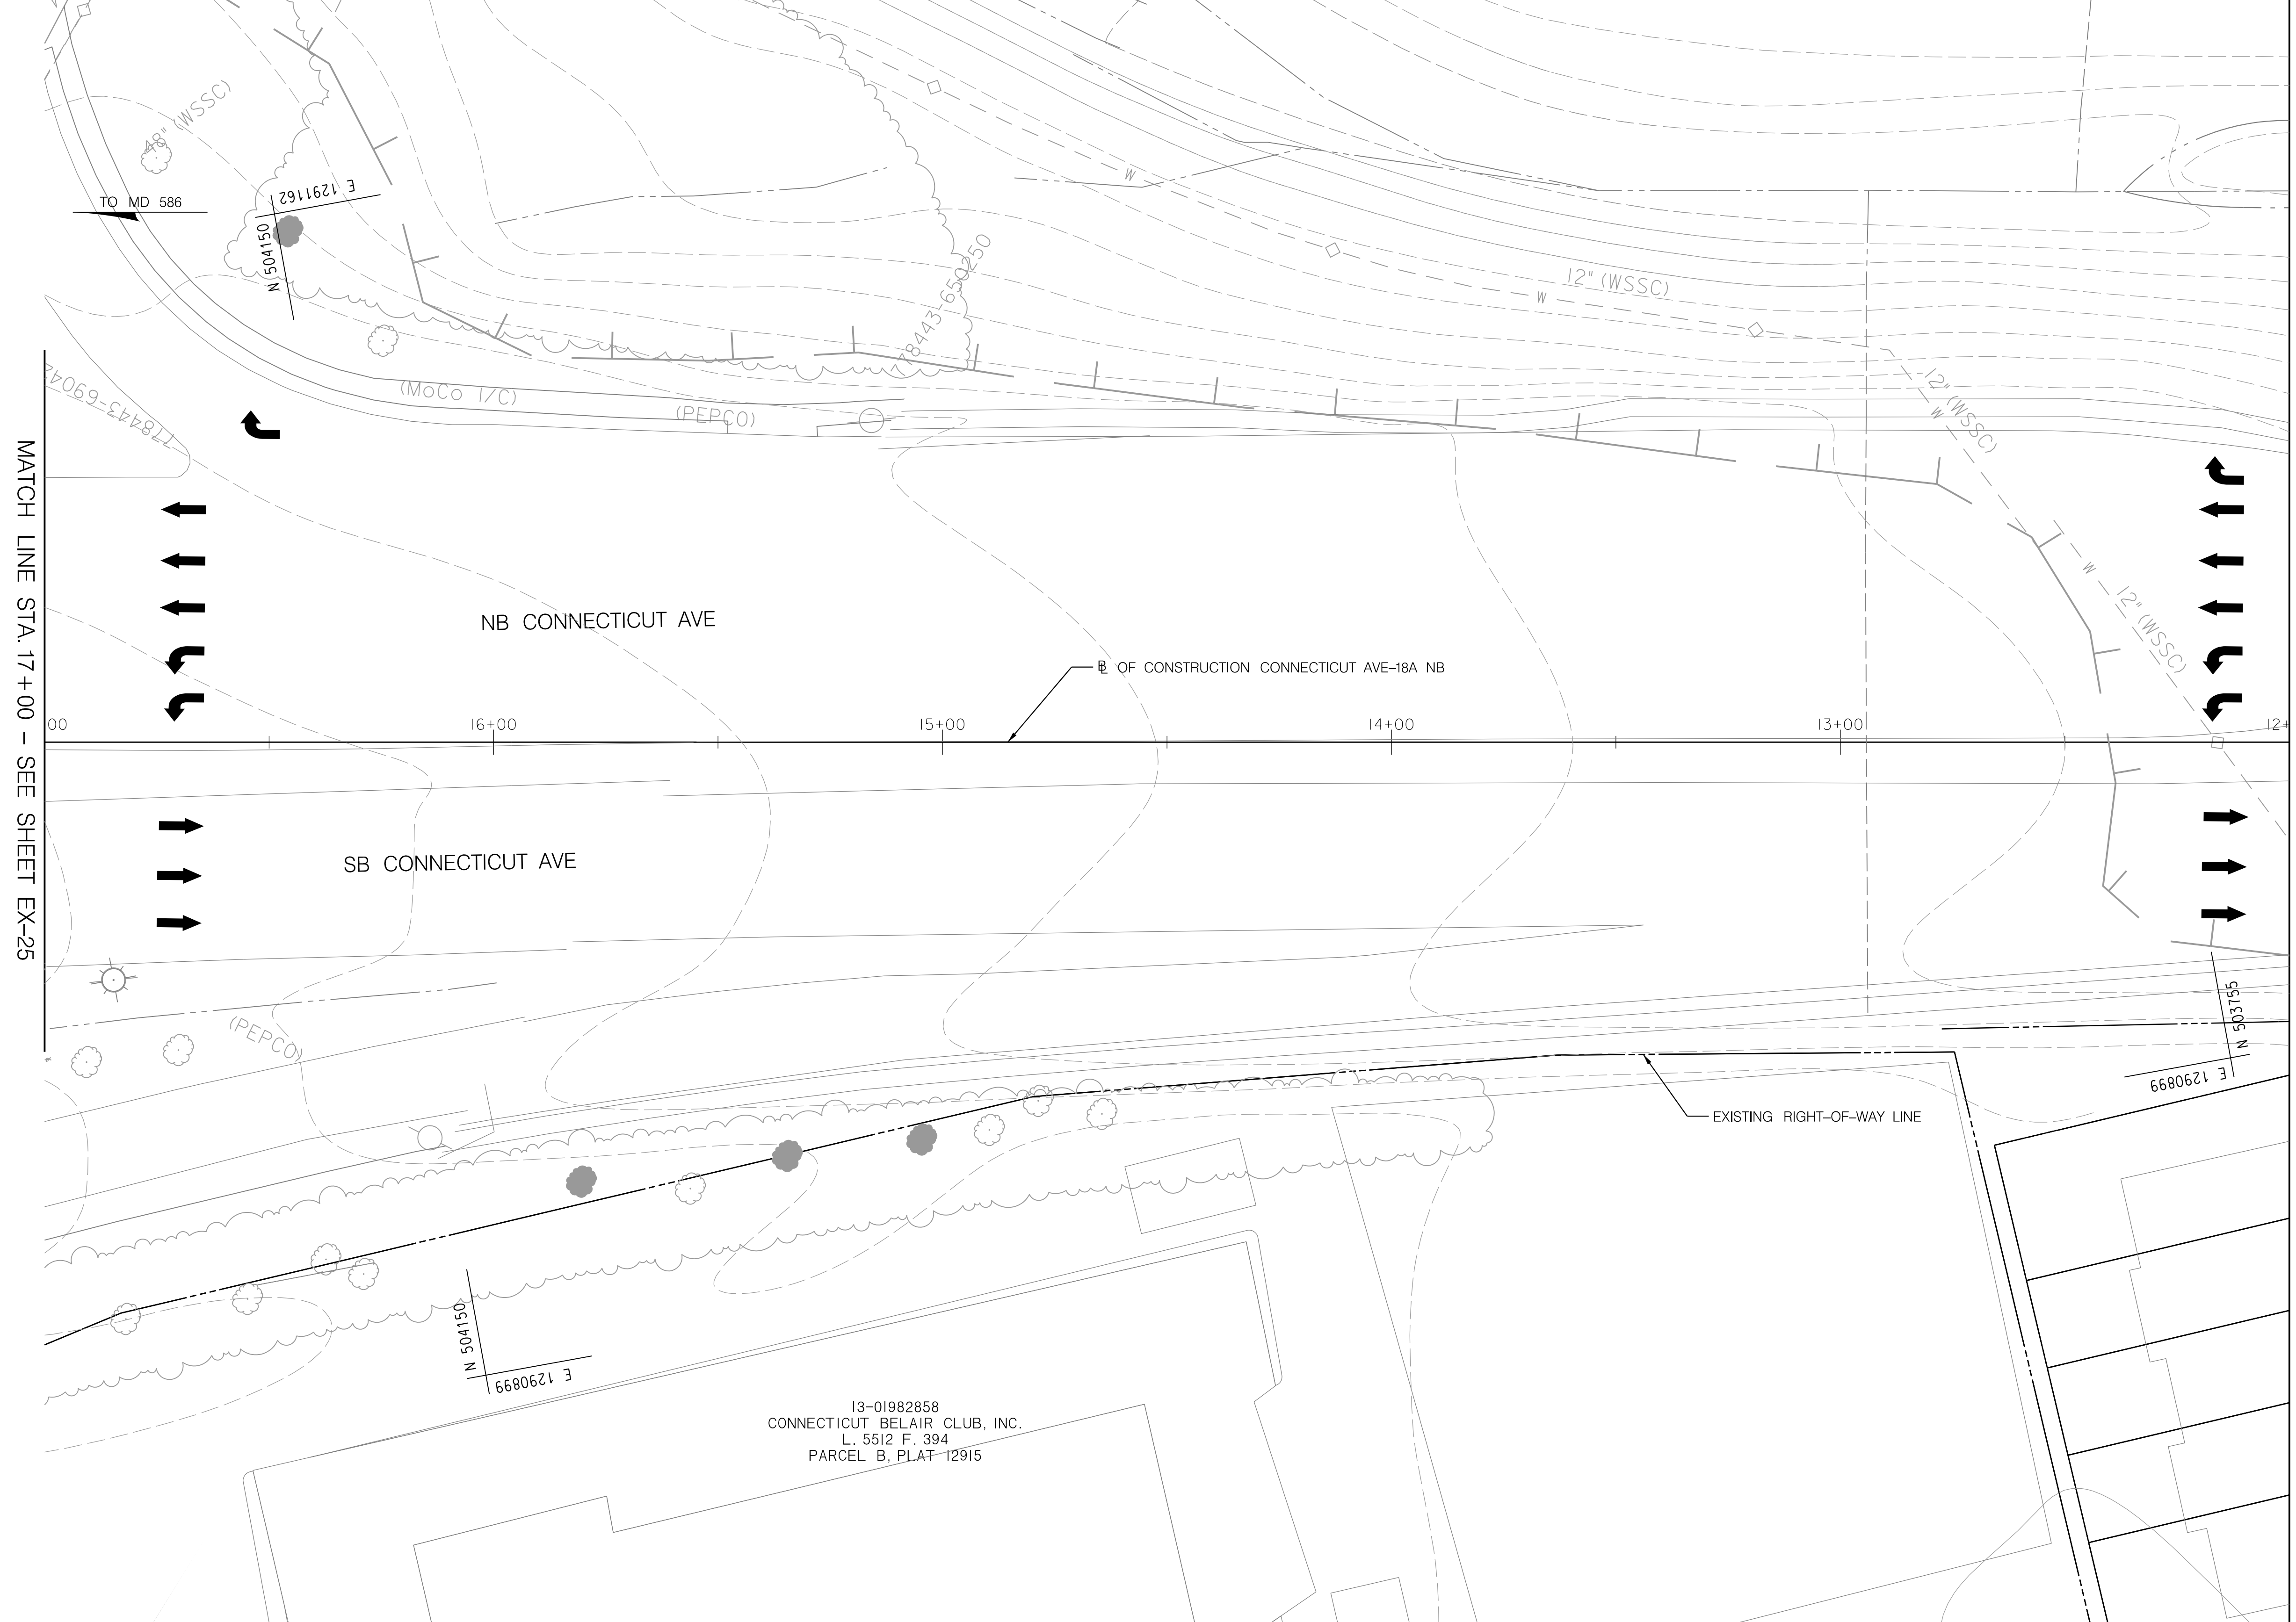 48" (WSSC)
TO MD 586
E 1291162
N 504150
78443-650250
12" (WSSC)
W
W
12" (WSSC)
W
W
12" (WSSC)
(MoCo I/C)
(PEPCO)
MATCH LINE STA. 17+00 - SEE SHEET EX-25
NB CONNECTICUT AVE
BL OF CONSTRUCTION CONNECTICUT AVE-18A NB
00
16+00
15+00
14+00
13+00
12+
SB CONNECTICUT AVE
(PEPCO)
N 503755
E 1290899
EXISTING RIGHT-OF-WAY LINE
N 504150
E 1290899
13-01982858
CONNECTICUT BELAIR CLUB, INC.
L. 5512 F. 394
PARCEL B, PLAT 12915